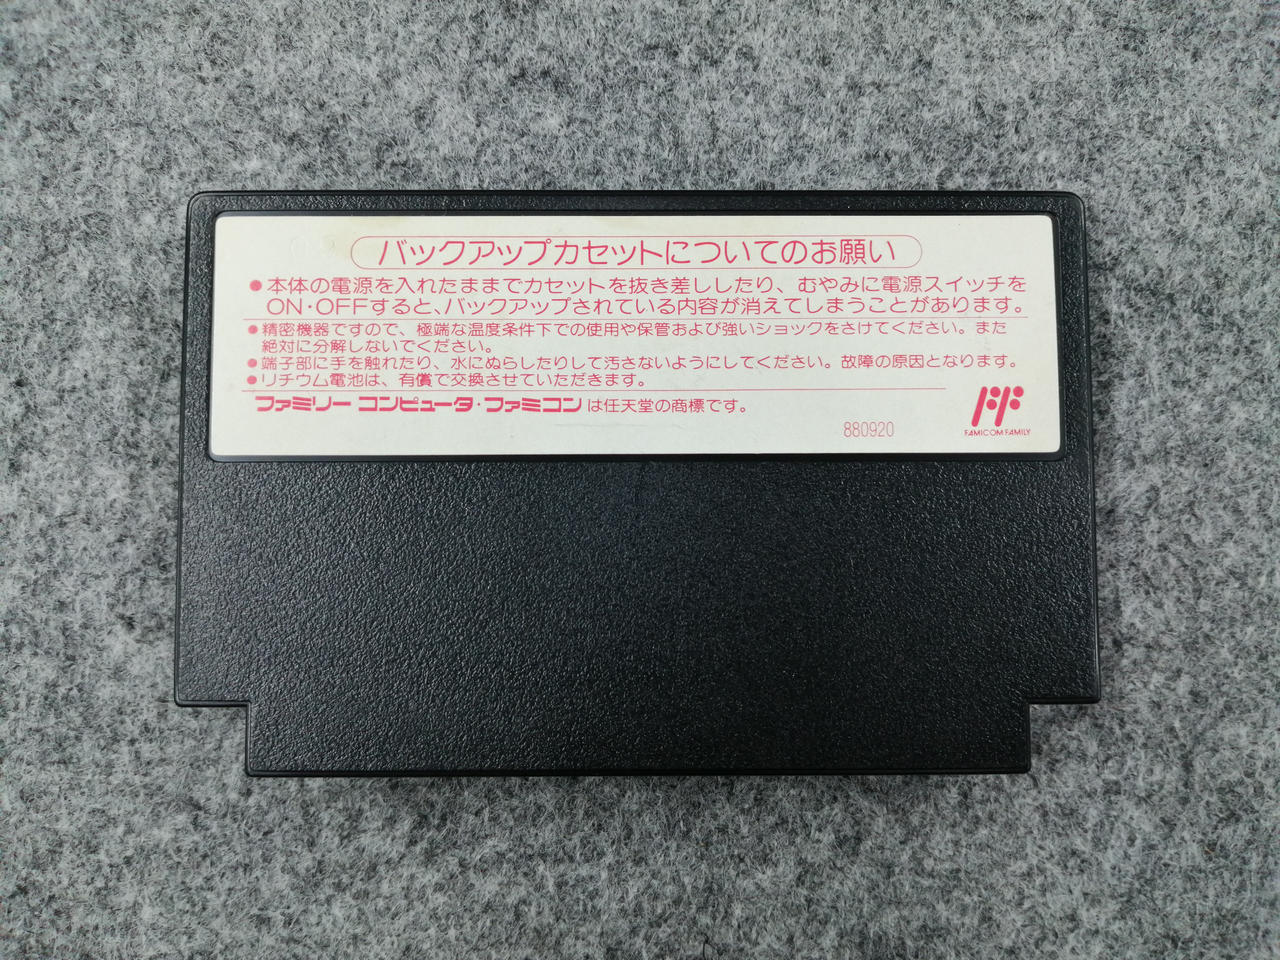 バックアップカセットについてのお願い
●本体の電源を入れたままでカセットを抜き差ししたり、むやみに電源スイッチを
ON・OFFすると、バックアップされている内容が消えてしまうことがあります。
●精密機器ですので、極端な温度条件下での使用や保管および強いショックをさけてください。また
絶対に分解しないでください。
●端子部に手を触れたり、水にぬらしたりして汚さないようにしてください。故障の原因となります。
●リチウム電池は、有償で交換させていただきます。
ファミリー コンピュータ・ファミコン は任天堂の商標です。
880920
FAMICOM FAMILY